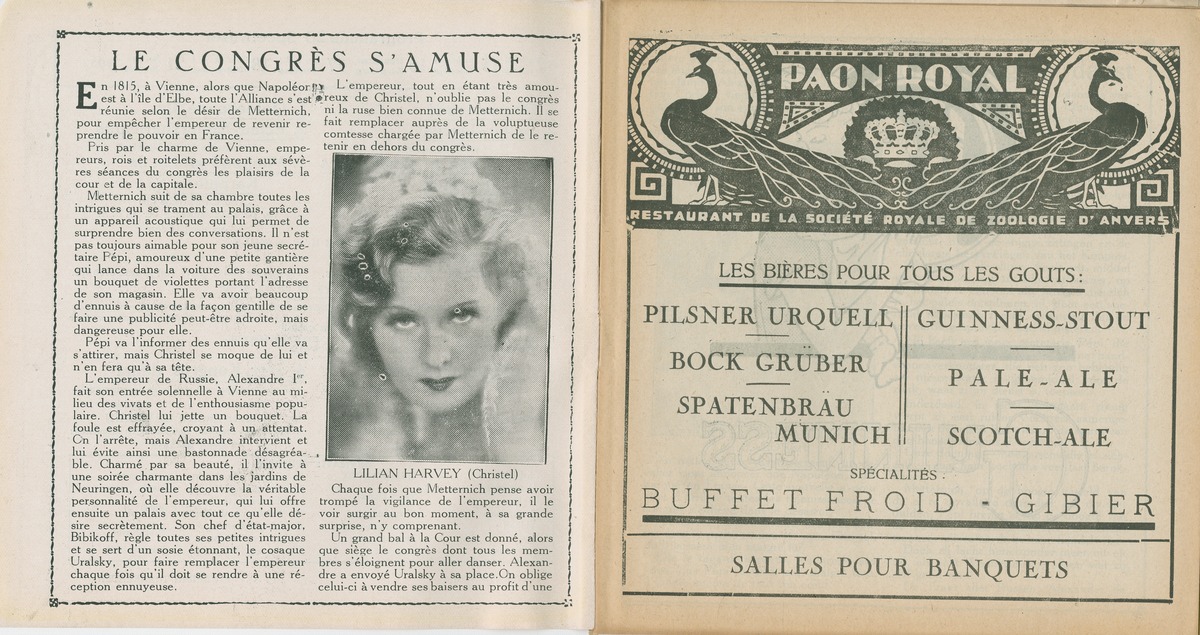 LE CONGRÈS S'AMUSE
En 1815, à Vienne, alors que Napoléon
est à l'île d'Elbe, toute l'Alliance s'est
réunie selon le désir de Metternich,
pour empêcher l'empereur de revenir re-
prendre le pouvoir en France.
Pris par le charme de Vienne, empe-
reurs, rois et roitelets préfèrent aux sévè-
res séances du congrès les plaisirs de la
cour et de la capitale.
Metternich suit de sa chambre toutes les
intrigues qui se trament au palais, grâce à
un appareil acoustique qui lui permet de
surprendre bien des conversations. Il n'est
pas toujours aimable pour son jeune secré-
taire Pépi, amoureux d'une petite gantière
qui lance dans la voiture des souverains
un bouquet de violettes portant l'adresse
de son magasin. Elle va avoir beaucoup
d'ennuis à cause de la façon gentille de se
faire une publicité peut-être adroite, mais
dangereuse pour elle.
Pépi va l'informer des ennuis qu'elle va
s'attirer, mais Christel se moque de lui et
n'en fera qu'à sa tête.
L'empereur de Russie, Alexandre Ier,
fait son entrée solennelle à Vienne au mi-
lieu des vivats et de l'enthousiasme popu-
laire. Christel lui jette un bouquet. La
foule est effrayée, croyant à un attentat.
On l'arrête, mais Alexandre intervient et
lui évite ainsi une bastonnade désagréa-
ble. Charmé par sa beauté, il l'invite à
une soirée charmante dans les jardins de
Neuringen, où elle découvre la véritable
personnalité de l'empereur, qui lui offre
ensuite un palais avec tout ce qu'elle dé-
sire secrètement. Son chef d'état-major,
Bibikoff, règle toutes ses petites intrigues
et se sert d'un sosie étonnant, le cosaque
Uralsky, pour faire remplacer l'empereur
chaque fois qu'il doit se rendre à une ré-
ception ennuyeuse.
L'empereur, tout en étant très amou-
reux de Christel, n'oublie pas le congrès
ni la ruse bien connue de Metternich. Il se
fait remplacer auprès de la voluptueuse
comtesse chargée par Metternich de le re-
tenir en dehors du congrès.
LILIAN HARVEY (Christel)
Chaque fois que Metternich pense avoir
trompé la vigilance de l'empereur, il le
voir surgir au bon moment, à sa grande
surprise, n'y comprenant.
Un grand bal à la Cour est donné, alors
que siège le congrès dont tous les mem-
bres s'éloignent pour aller danser. Alexan-
dre a envoyé Uralsky à sa place.On oblige
celui-ci à vendre ses baisers au profit d'une
PAON ROYAL
RESTAURANT DE LA SOCIÉTÉ ROYALE DE ZOOLOGIE D'ANVERS
LES BIÈRES POUR TOUS LES GOUTS:
PILSNER URQUELL
BOCK GRÜBER
SPATENBRÄU
MUNICH
GUINNESS-STOUT
PALE-ALE
SCOTCH-ALE
SPÉCIALITÉS:
BUFFET FROID - GIBIER
SALLES POUR BANQUETS